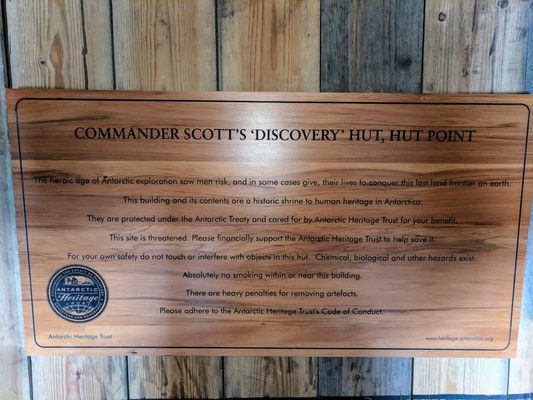 COMMANDER SCOTT'S 'DISCOVERY' HUT, HUT POINT
The heroic age of Antarctic exploration saw men risk, and in some cases give, their lives to conquer this last land frontier on earth.
This building and its contents are a historic shrine to human heritage in Antarctica.
They are protected under the Antarctic Treaty and cared for by Antarctic Heritage Trust for your benefit.
This site is threatened. Please financially support the Antarctic Heritage Trust to help save it.
For your own safety do not touch or interfere with objects in this hut. Chemical, biological and other hazards exist.
Absolutely no smoking within or near this building.
There are heavy penalties for removing artefacts.
Please adhere to the Antarctic Heritage Trust's Code of Conduct.
ANTARCTIC
Heritage
TRUST
Antarctic Heritage Trust
www.heritage-antarctica.org